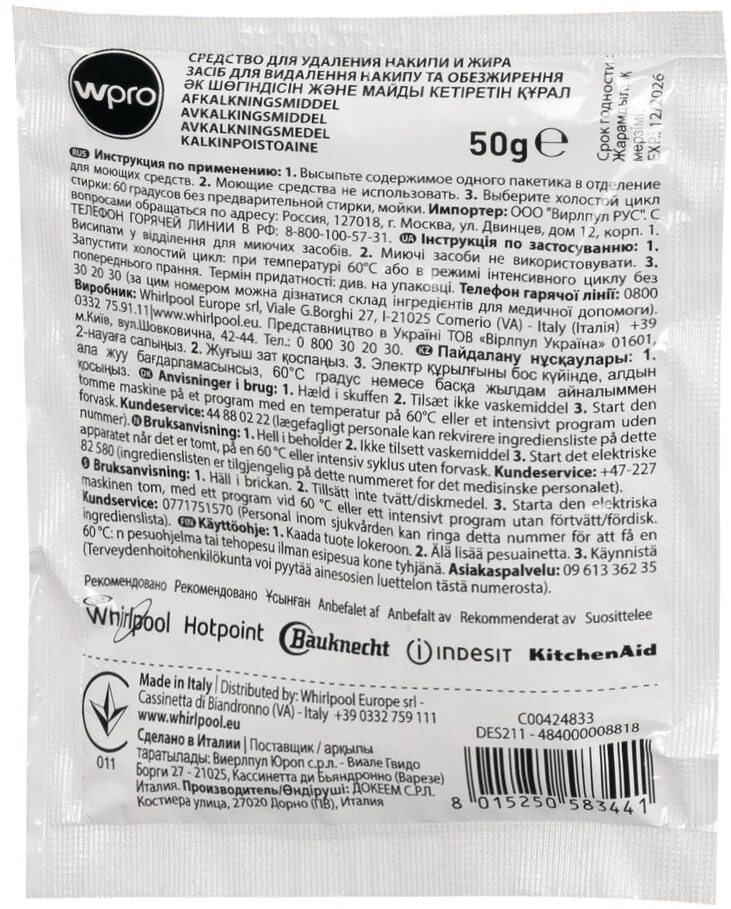 wpro
СРЕДСТВО ДЛЯ УДАЛЕНИЯ НАКИПИ И ЖИРА
ЗАСІБ ДЛЯ ВИДАЛЕННЯ НАКИПУ ТА ОБЕЗЖИРЕННЯ
ӘК ШӨГІНДІСІН ЖӘНЕ МАЙДЫ КЕТІРЕТІН ҚҰРАЛ
AFKALKNINGSMIDDEL
AVKALKINGSMIDDEL
AVKALKNINGSMEDEL
KALKINPOISTOAINE
50g ℮
Срок годности :
Жарамдылық
мерзімі
EXP.: 12/2026
RUS Инструкция по применению: 1. Высыпьте содержимое одного пакетика в отделение
для моющих средств. 2. Моющие средства не использовать. 3. Выберите холостой цикл
стирки: 60 градусов без предварительной стирки, мойки. Импортер: ООО "Вирлпул РУС". С
вопросами обращаться по адресу: Россия, 127018, г. Москва, ул. Двинцев, дом 12, корп. 1.
ТЕЛЕФОН ГОРЯЧЕЙ ЛИНИИ В РФ: 8-800-100-57-31. UA Інструкція по застосуванню: 1.
Висипати у відділення для миючих засобів. 2. Миючі засоби не використовувати. 3.
Запустити холостий цикл: при температурі 60°C або в режимі інтенсивного циклу без
попереднього прання. Термін придатності: див. на упаковці. Телефон гарячої лінії: 0800
30 20 30 (за цим номером можна дізнатися склад інгредієнтів для медичної допомоги).
Виробник: Whirlpool Europe srl, Viale G.Borghi 27, I-21025 Comerio (VA) - Italy (Італія) +39
0332 75.91.11|www.whirlpool.eu. Представництво в Україні ТОВ «Вірлпул Україна» 01601,
м.Київ, вул.Шовковична, 42-44. Тел.: 0 800 30 20 30. KZ Пайдалану нұсқаулары: 1.
2-науаға салыңыз. 2. Жуғыш зат қоспаңыз. 3. Электр құрылғыны бос күйінде, алдын
ала жуу бағдарламасынсыз, 60°C градус немесе басқа жылдам айналыммен
қосыңыз. DK Anvisninger i brug: 1. Hæld i skuffen 2. Tilsæt ikke vaskemiddel 3. Start den
tomme maskine på et program med en temperatur på 60°C eller et intensivt program uden
forvask. Kundeservice: 44 88 02 22 (lægefagligt personale kan rekvirere ingrediensliste på dette
nummer). N Bruksanvisning: 1. Hell i beholder 2. Ikke tilsett vaskemiddel 3. Start det elektriske
apparatet når det er tomt, på en 60 °C eller intensiv syklus uten forvask. Kundeservice: +47-227
82 580 (ingredienslisten er tilgjengelig på dette nummeret for det medisinske personalet).
S Bruksanvisning: 1. Häll i brickan. 2. Tillsätt inte tvätt/diskmedel. 3. Starta den elektriska
maskinen tom, med ett program vid 60 °C eller ett intensivt program utan förtvätt/fördisk.
Kundservice: 0771751570 (Personal inom sjukvården kan ringa detta nummer för att få en
ingredienslista). FIN Käyttöohje: 1. Kaada tuote lokeroon. 2. Älä lisää pesuainetta. 3. Käynnistä
60 °C: n pesuohjelma tai tehopesu ilman esipesua kone tyhjänä. Asiakaspalvelu: 09 613 362 35
(Terveydenhoitohenkilökunta voi pyytää ainesosien luettelon tästä numerosta).
Рекомендовано Рекомендовано Ұсынған Anbefalet af Anbefalt av Rekommenderat av Suosittelee
Whirlpool Hotpoint Bauknecht indesit KitchenAid
011
Made in Italy | Distributed by: Whirlpool Europe srl -
Cassinetta di Biandronno (VA) - Italy +39 0332 759 111
www.whirlpool.eu
Сделано в Италии | Поставщик / арқылы
таратылады: Виерлпул Юроп с.р.л. - Виале Гвидо
Борги 27 - 21025, Кассинетта ди Бьяндронно (Варезе)
Италия. Производитель/Өндіруші: ДОКЕЕМ С.Р.Л.
Костиера улица, 27020 Дорно (ПВ), Италия
C00424833
DES211 - 484000008818
8 015250 583441